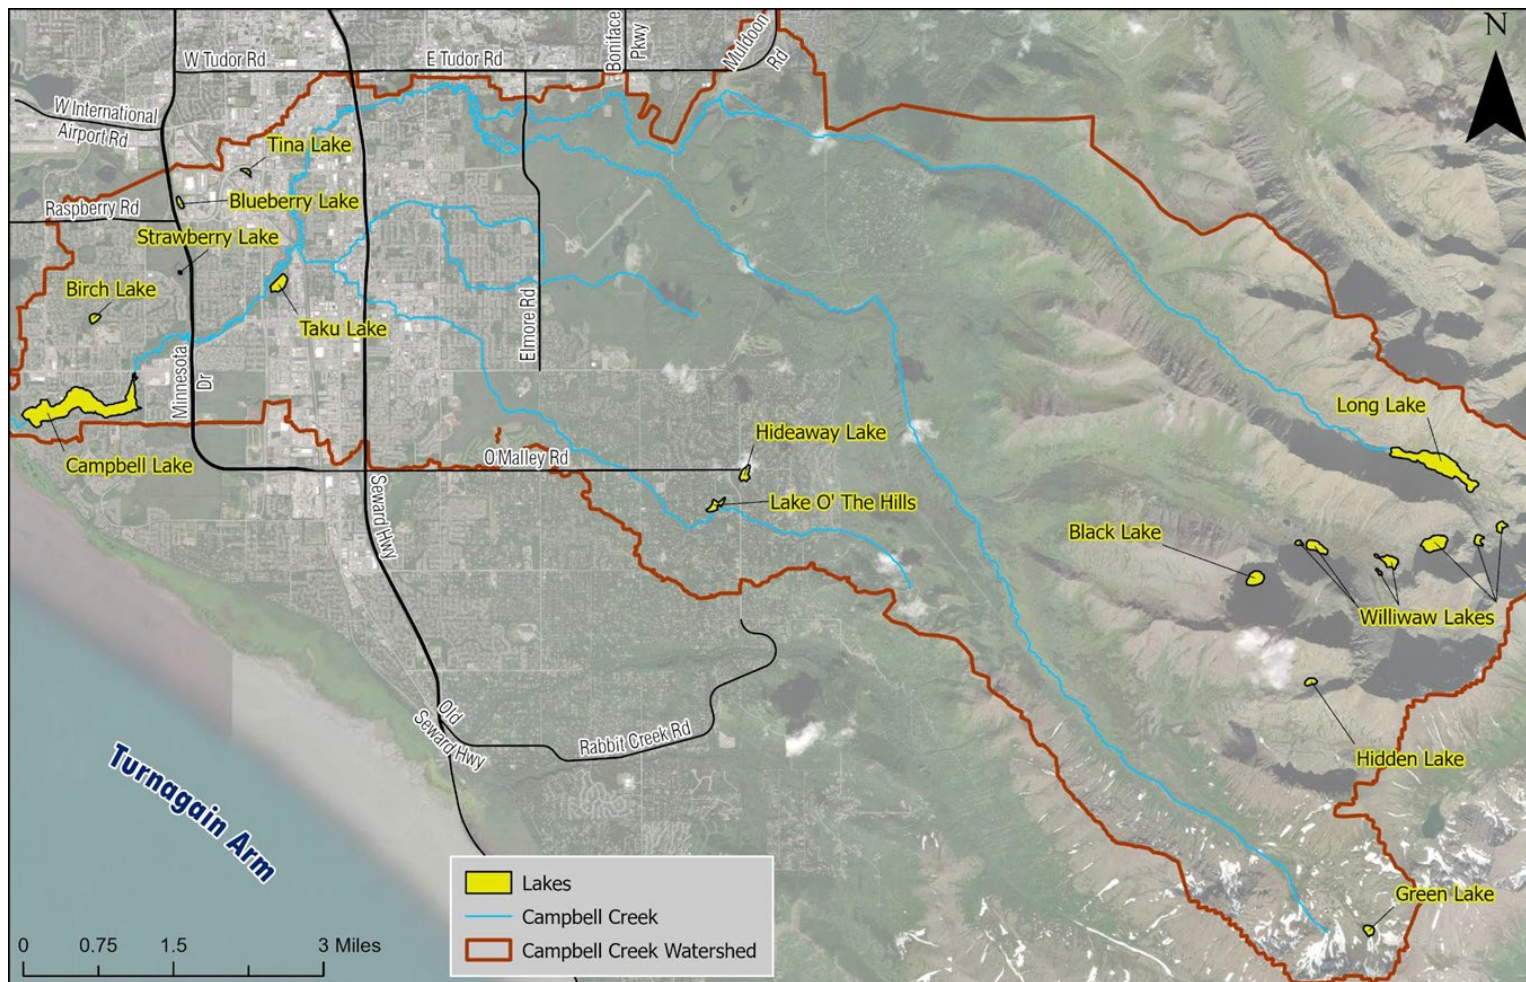 N
Boniface
Pkwy
Muldoon
Rd
W Tudor Rd
E Tudor Rd
W International
Airport Rd
Tina Lake
Blueberry Lake
Raspberry Rd
Strawberry Lake
Birch Lake
Taku Lake
Elmore Rd
Minnesota
Dr
Long Lake
Hideaway Lake
Campbell Lake
O'Malley Rd
Lake O' The Hills
Seward Hwy
Black Lake
Williwaw Lakes
Old
Seward Hwy
Rabbit Creek Rd
Hidden Lake
Turnagain Arm
Green Lake
Lakes
Campbell Creek
Campbell Creek Watershed
0 0.75 1.5 3 Miles